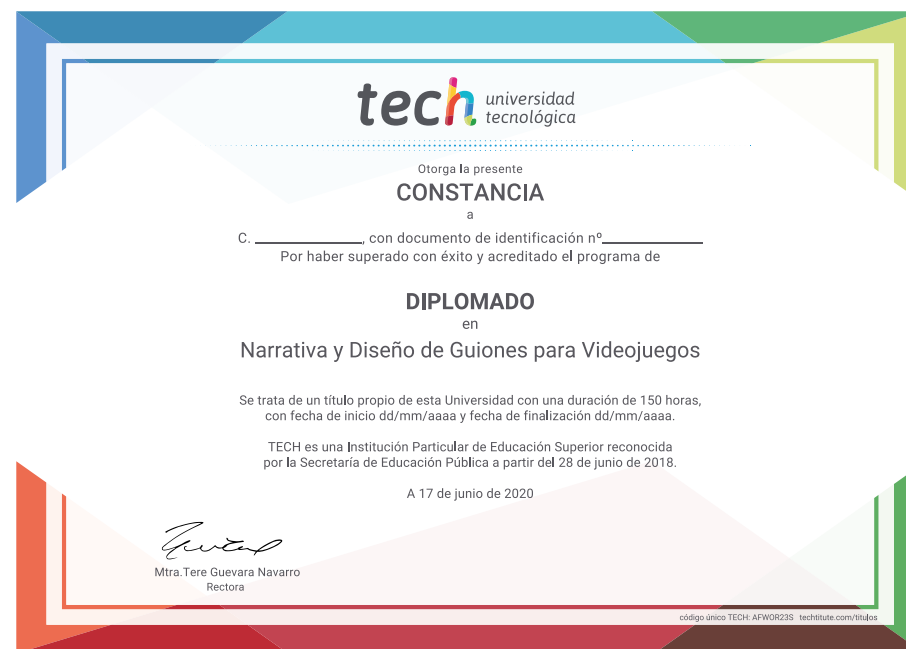 tech universidad
tecnológica
Otorga la presente
CONSTANCIA
a
C. ____________, con documento de identificación nº____________
Por haber superado con éxito y acreditado el programa de
DIPLOMADO
en
Narrativa y Diseño de Guiones para Videojuegos
Se trata de un título propio de esta Universidad con una duración de 150 horas,
con fecha de inicio dd/mm/aaaa y fecha de finalización dd/mm/aaaa.
TECH es una Institución Particular de Educación Superior reconocida
por la Secretaría de Educación Pública a partir del 28 de junio de 2018.
A 17 de junio de 2020
Mtra.Tere Guevara Navarro
Rectora
código único TECH: AFWOR23S techtitute.com/titulos